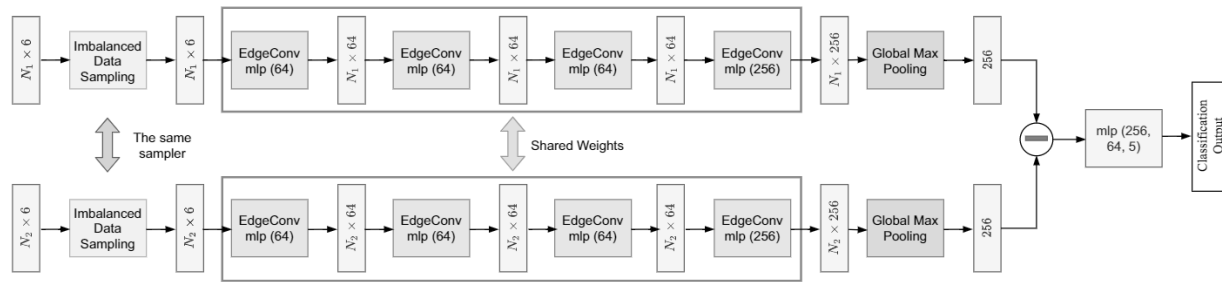 N₁ × 6
Imbalanced
Data
Sampling
N₁ × 6
EdgeConv
mlp (64)
N₁ × 64
EdgeConv
mlp (64)
N₁ × 64
EdgeConv
mlp (64)
N₁ × 64
EdgeConv
mlp (256)
N₁ × 256
Global Max
Pooling
256
The same
sampler
Shared Weights
mlp (256,
64, 5)
Classification
Output
N₂ × 6
Imbalanced
Data
Sampling
N₂ × 6
EdgeConv
mlp (64)
N₂ × 64
EdgeConv
mlp (64)
N₂ × 64
EdgeConv
mlp (64)
N₂ × 64
EdgeConv
mlp (256)
N₂ × 256
Global Max
Pooling
256